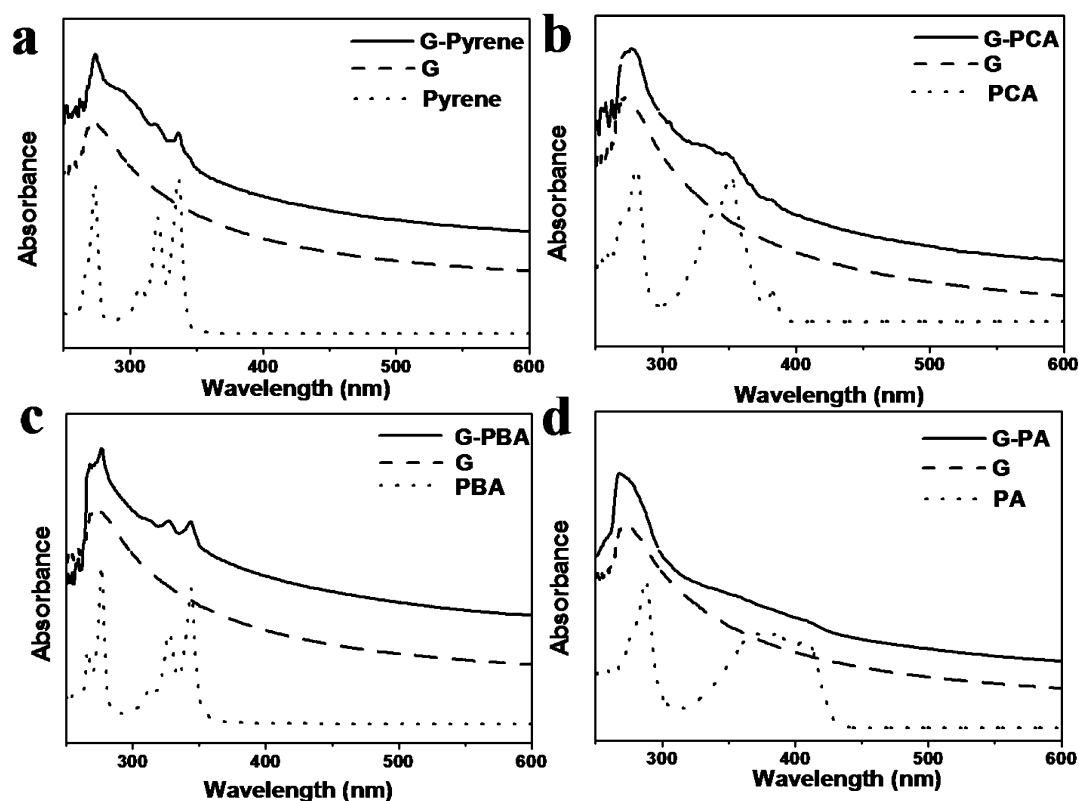 a
G-Pyrene
G
Pyrene
Absorbance
300 400 500 600
Wavelength (nm)
b
G-PCA
G
PCA
Absorbance
300 400 500 600
Wavelength (nm)
c
G-PBA
G
PBA
Absorbance
300 400 500 600
Wavelength (nm)
d
G-PA
G
PA
Absorbance
300 400 500 600
Wavelength (nm)